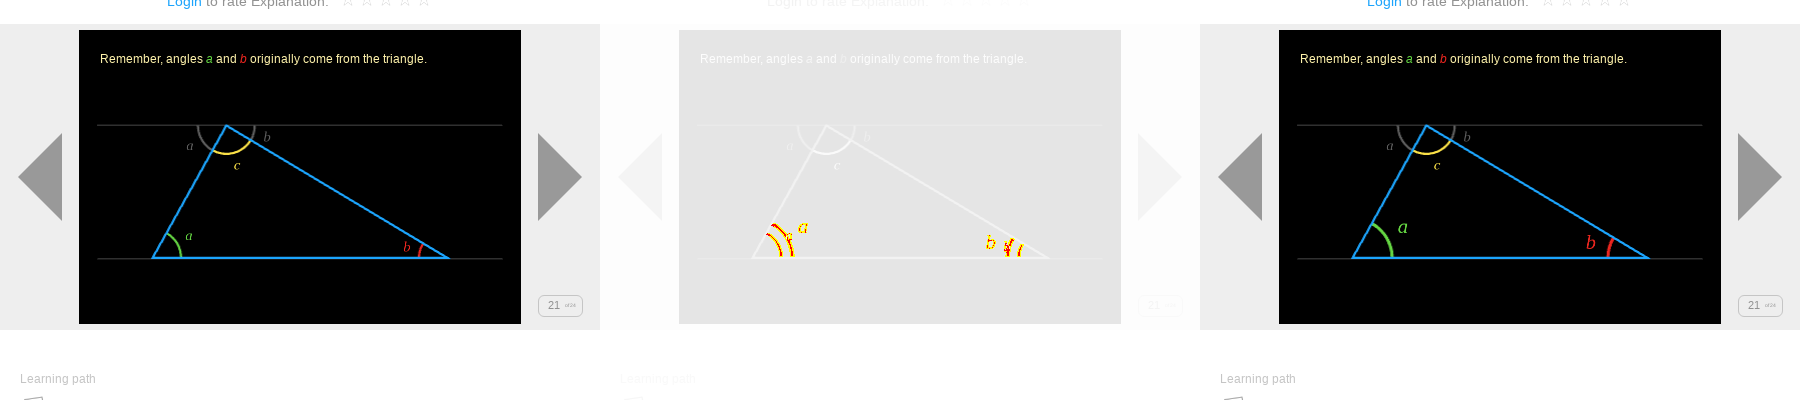 Login to rate Explanation. Login to rate Explanation. Login to rate Explanation.
Remember, angles a and b originally come from the triangle. Remember, angles a and b originally come from the triangle. Remember, angles a and b originally come from the triangle.
a b a b a b
c c c
a b a b a b
21 of 24 21 21 of 24
Learning path Learning path Learning path